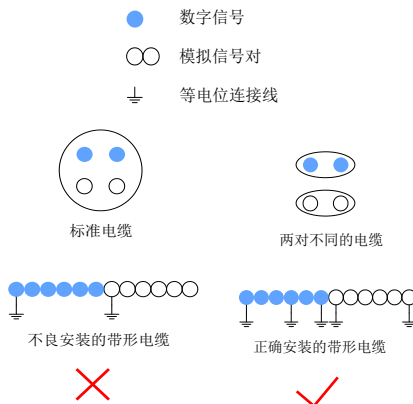 数字信号
模拟信号对
等电位连接线
标准电缆
两对不同的电缆
不良安装的带形电缆
正确安装的带形电缆